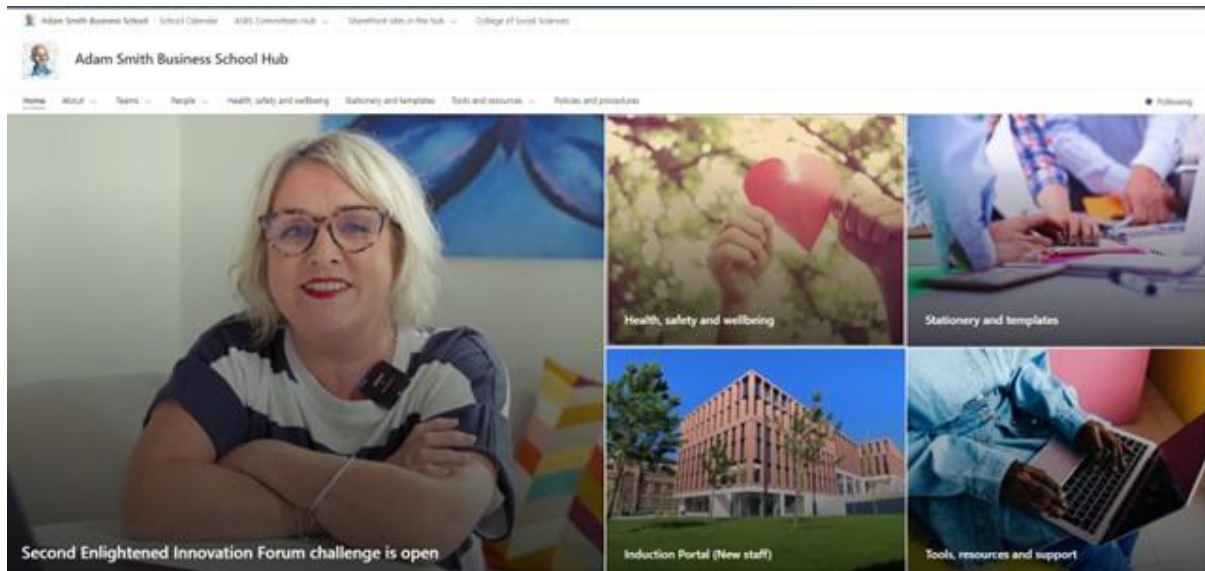 Adam Smith Business School School Calendar ASBS Committees Hub SharePoint sites in the hub College of Social Sciences
Adam Smith Business School Hub
Home About Teams People Health, safety and wellbeing Stationery and templates Tools and resources Policies and procedures Following
Health, safety and wellbeing
Stationery and templates
Second Enlightened Innovation Forum challenge is open
Induction Portal (New staff)
Tools, resources and support